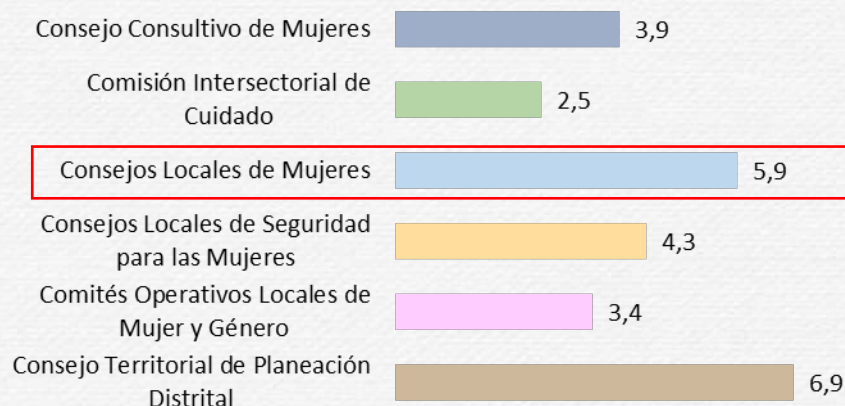 Consejo Consultivo de Mujeres 3,9
Comisión Intersectorial de
Cuidado 2,5
Consejos Locales de Mujeres 5,9
Consejos Locales de Seguridad
para las Mujeres 4,3
Comités Operativos Locales de
Mujer y Género 3,4
Consejo Territorial de Planeación
Distrital 6,9